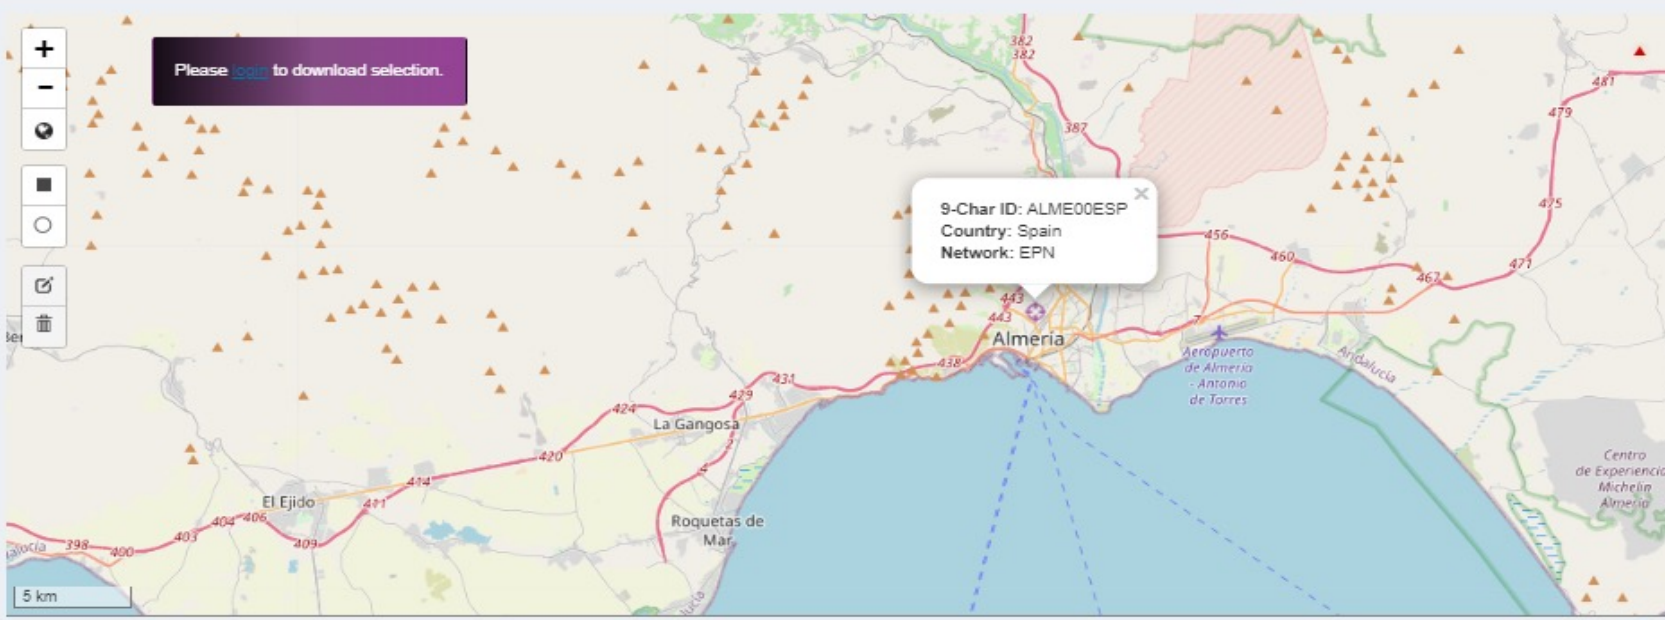 +
Please login to download selection.
−
382
382
481
479
387
9-Char ID: ALME00ESP
Country: Spain
Network: EPN
×
475
456
460
471
467
443
443
7
Almería
438
Aeropuerto
de Almería
- Antonio
de Torres
Andalucía
431
429
424
La Gangosa
2
420
4
414
411
El Ejido
404
406
403
409
398
400
Roquetas de
Mar
Centro
de Experiencia
Michelin
Almería
5 km